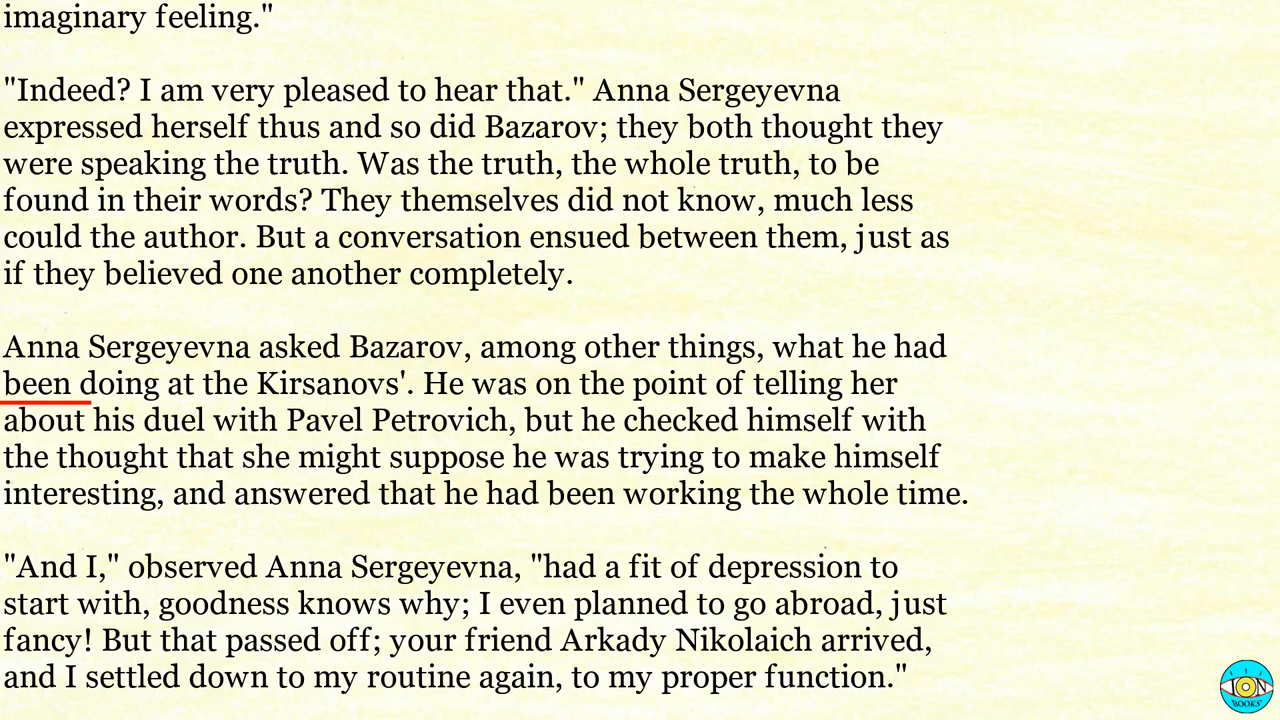 imaginary feeling."
"Indeed? I am very pleased to hear that." Anna Sergeyevna
expressed herself thus and so did Bazarov; they both thought they
were speaking the truth. Was the truth, the whole truth, to be
found in their words? They themselves did not know, much less
could the author. But a conversation ensued between them, just as
if they believed one another completely.
Anna Sergeyevna asked Bazarov, among other things, what he had
been doing at the Kirsanovs'. He was on the point of telling her
about his duel with Pavel Petrovich, but he checked himself with
the thought that she might suppose he was trying to make himself
interesting, and answered that he had been working the whole time.
"And I," observed Anna Sergeyevna, "had a fit of depression to
start with, goodness knows why; I even planned to go abroad, just
fancy! But that passed off; your friend Arkady Nikolaich arrived,
and I settled down to my routine again, to my proper function."
ION
BOOKS